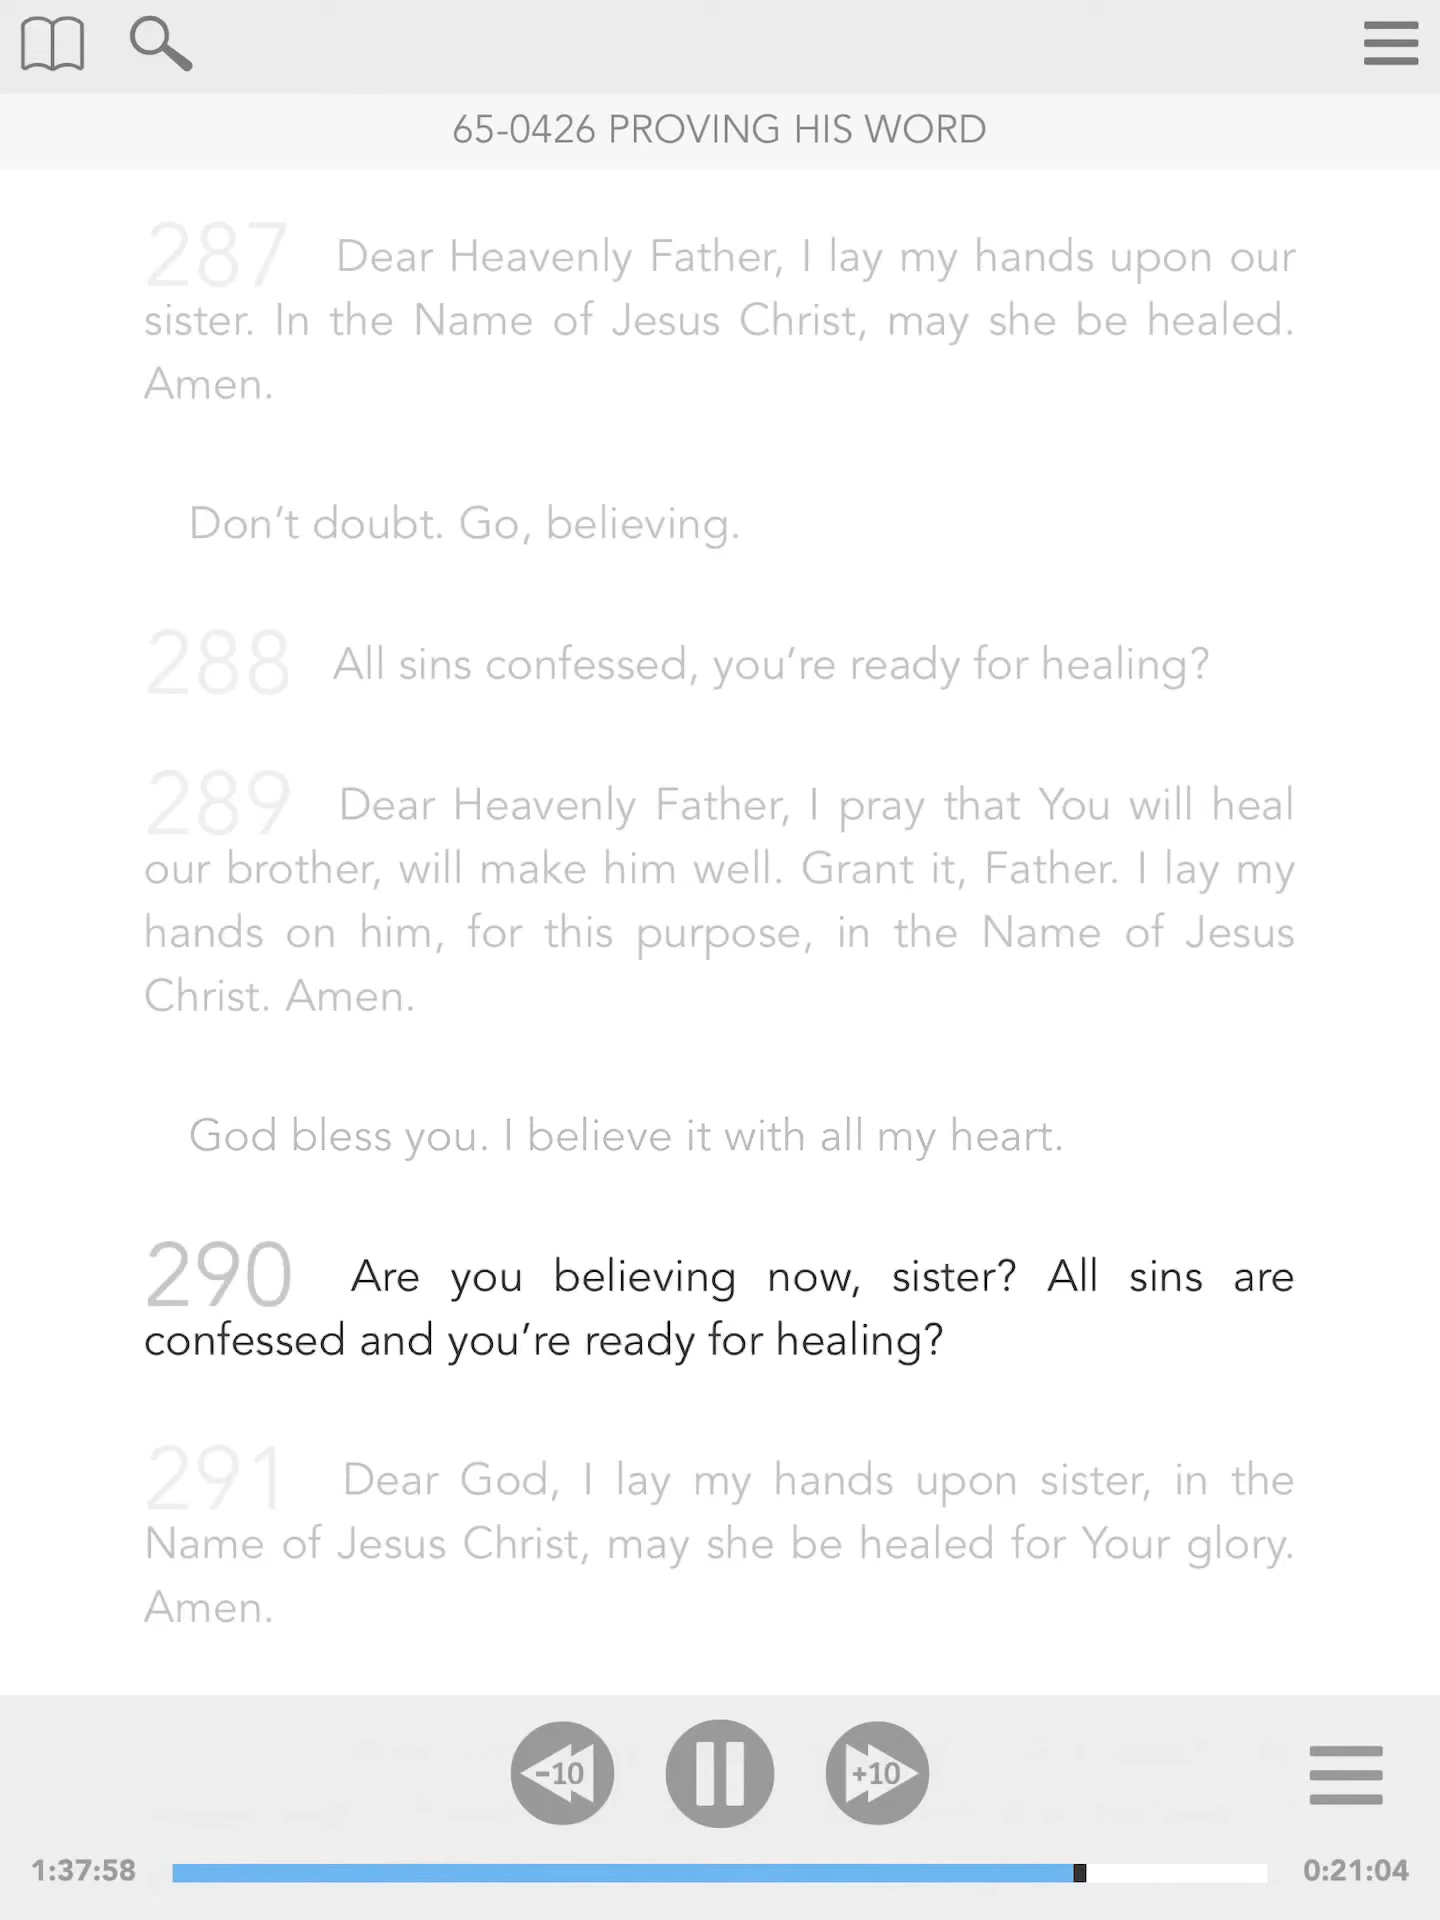 65-0426 PROVING HIS WORD
287 Dear Heavenly Father, I lay my hands upon our
sister. In the Name of Jesus Christ, may she be healed.
Amen.
Don’t doubt. Go, believing.
288 All sins confessed, you’re ready for healing?
289 Dear Heavenly Father, I pray that You will heal
our brother, will make him well. Grant it, Father. I lay my
hands on him, for this purpose, in the Name of Jesus
Christ. Amen.
God bless you. I believe it with all my heart.
290 Are you believing now, sister? All sins are
confessed and you’re ready for healing?
291 Dear God, I lay my hands upon sister, in the
Name of Jesus Christ, may she be healed for Your glory.
Amen.
-10 +10
1:37:58 0:21:04